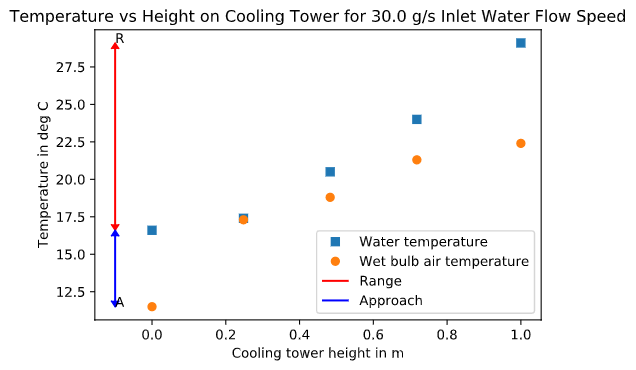 Temperature vs Height on Cooling Tower for 30.0 g/s Inlet Water Flow Speed
R
27.5
25.0
22.5
20.0
17.5
15.0
12.5
Temperature in deg C
A
Water temperature
Wet bulb air temperature
Range
Approach
0.0 0.2 0.4 0.6 0.8 1.0
Cooling tower height in m